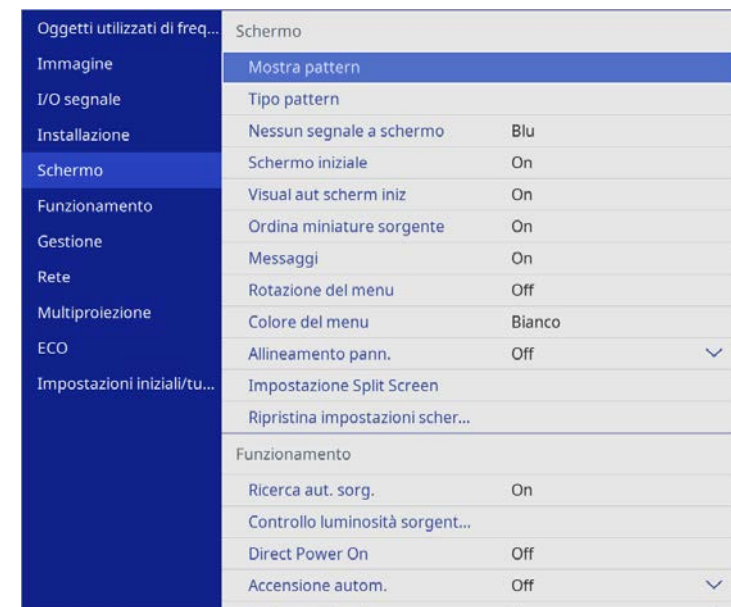 Oggetti utilizzati di freq...
Immagine
I/O segnale
Installazione
Schermo
Funzionamento
Gestione
Rete
Multiproiezione
ECO
Impostazioni iniziali/tu...
Schermo
Mostra pattern
Tipo pattern
Nessun segnale a schermo Blu
Schermo iniziale On
Visual aut scherm iniz On
Ordina miniature sorgente On
Messaggi On
Rotazione del menu Off
Colore del menu Bianco
Allineamento pann. Off
Impostazione Split Screen
Ripristina impostazioni scher...
Funzionamento
Ricerca aut. sorg. On
Controllo luminosità sorgent...
Direct Power On Off
Accensione autom. Off